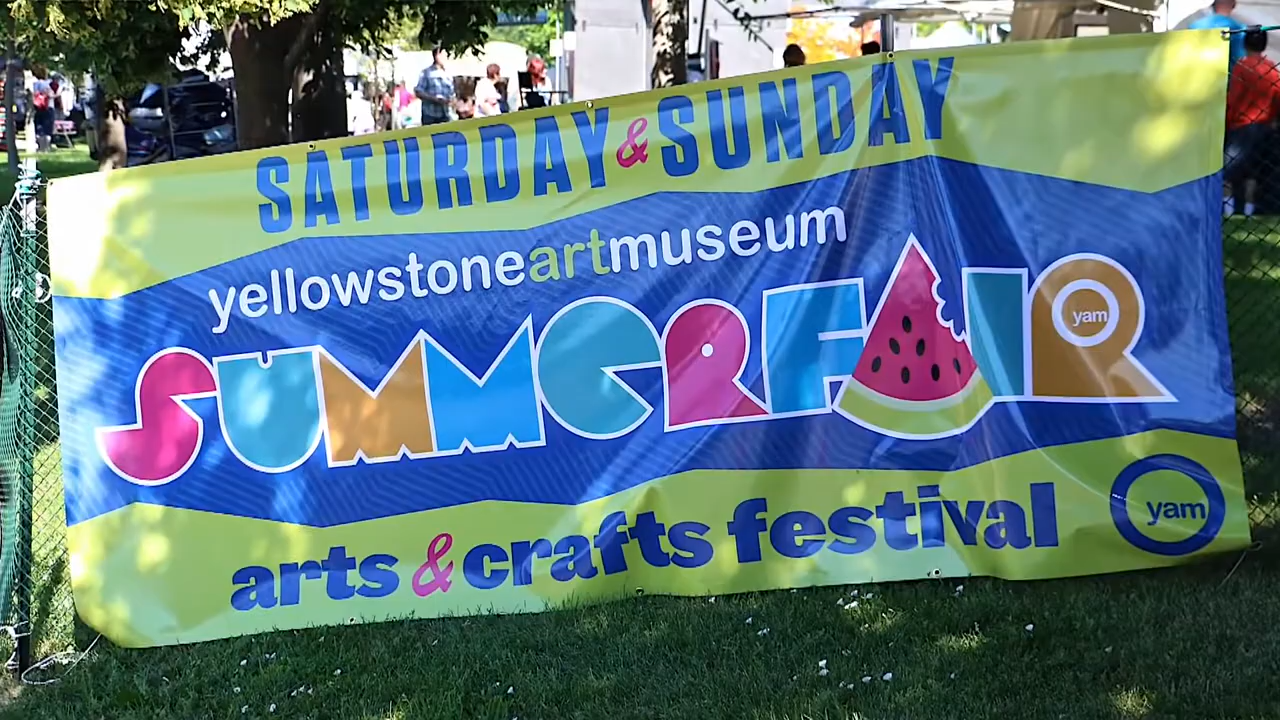 SATURDAY & SUNDAY
yellowstoneartmuseum
SUMMERFAIR
yam
arts & crafts festival
yam